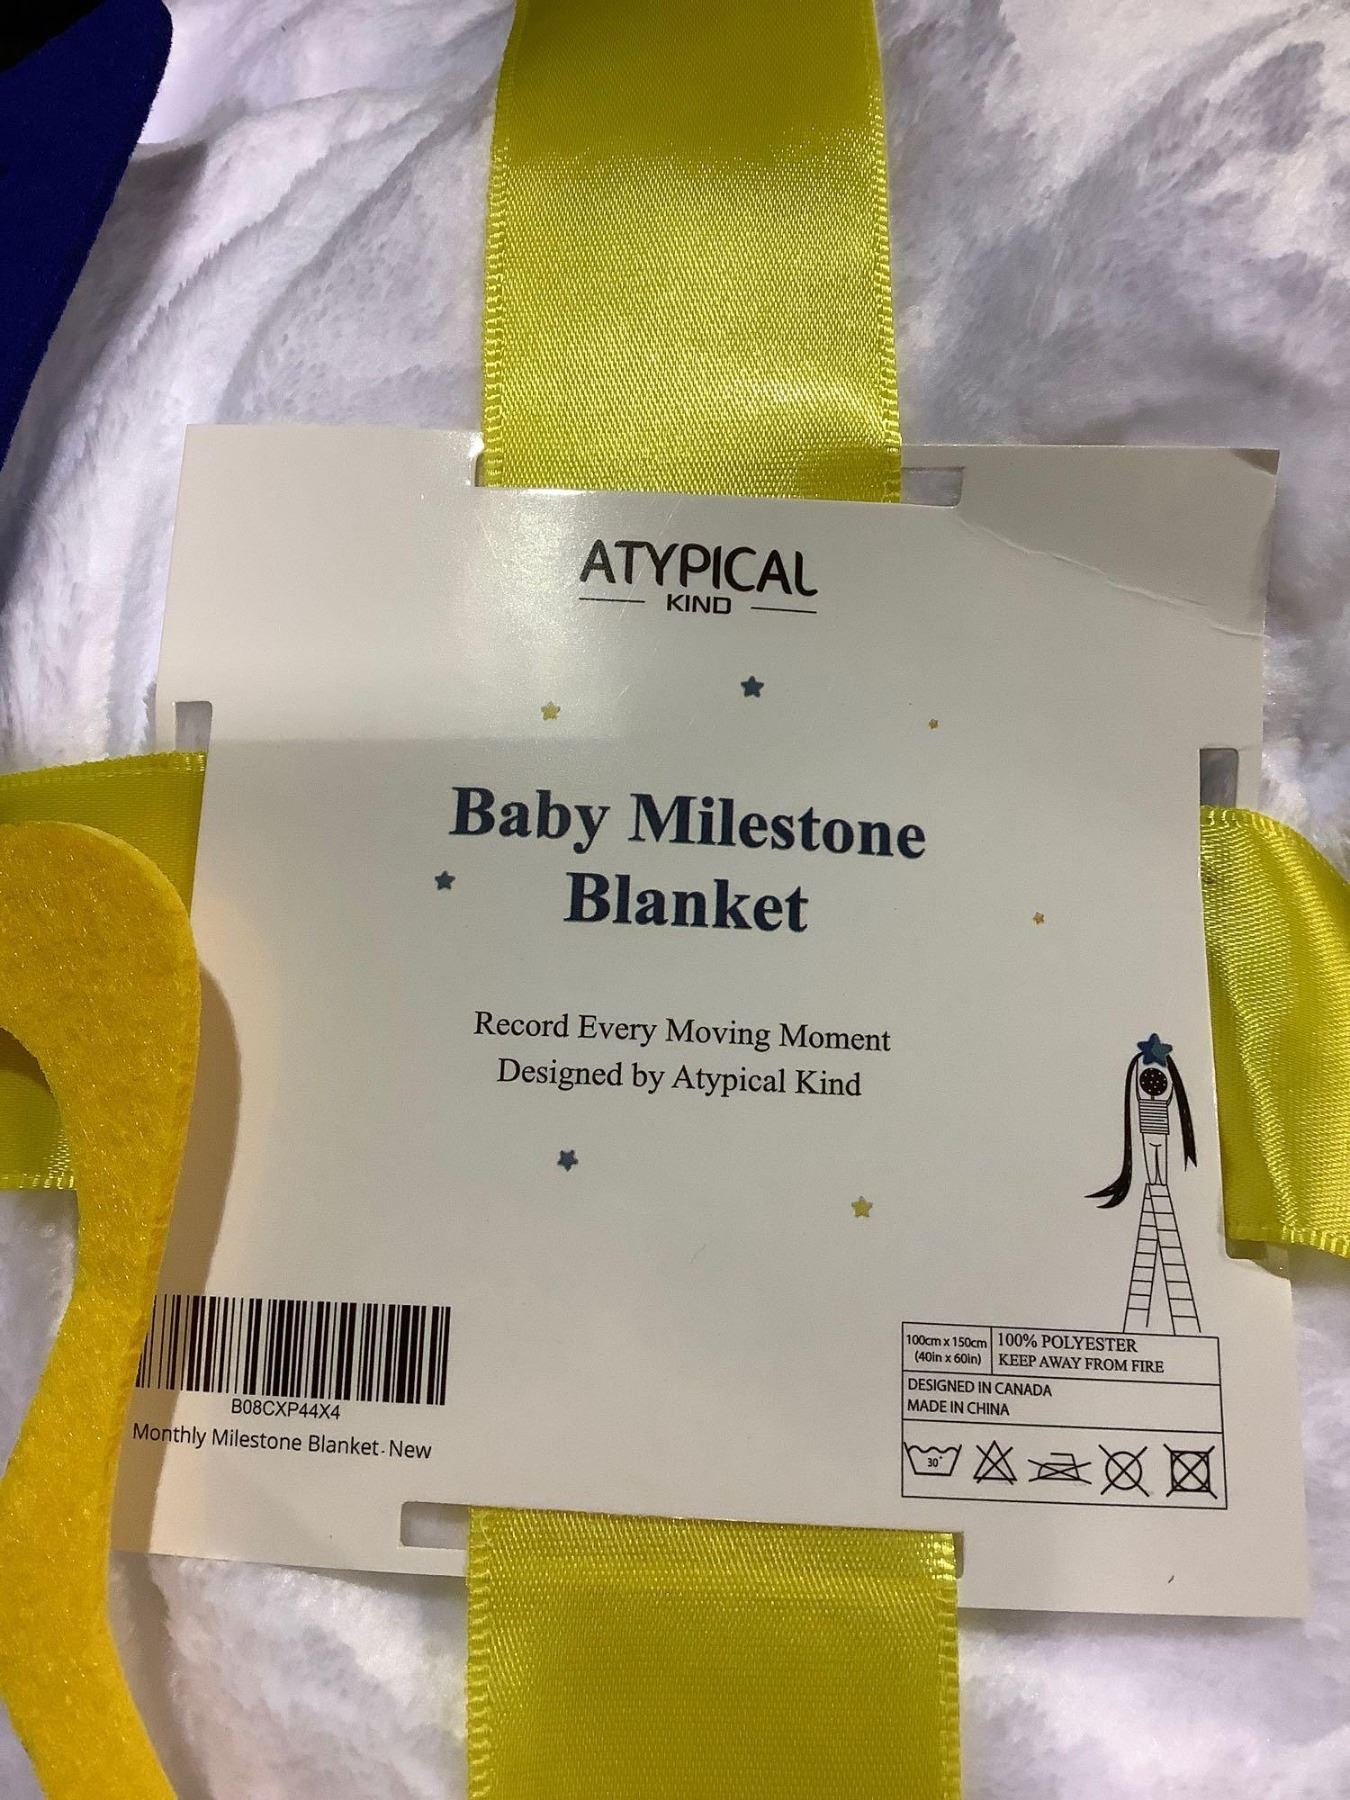 ATYPICAL
KIND
Baby Milestone
Blanket
Record Every Moving Moment
Designed by Atypical Kind
B08CXP44X4
Monthly Milestone Blanket- New
100cm x 150cm
(40in x 60in)
100% POLYESTER
KEEP AWAY FROM FIRE
DESIGNED IN CANADA
MADE IN CHINA
30°